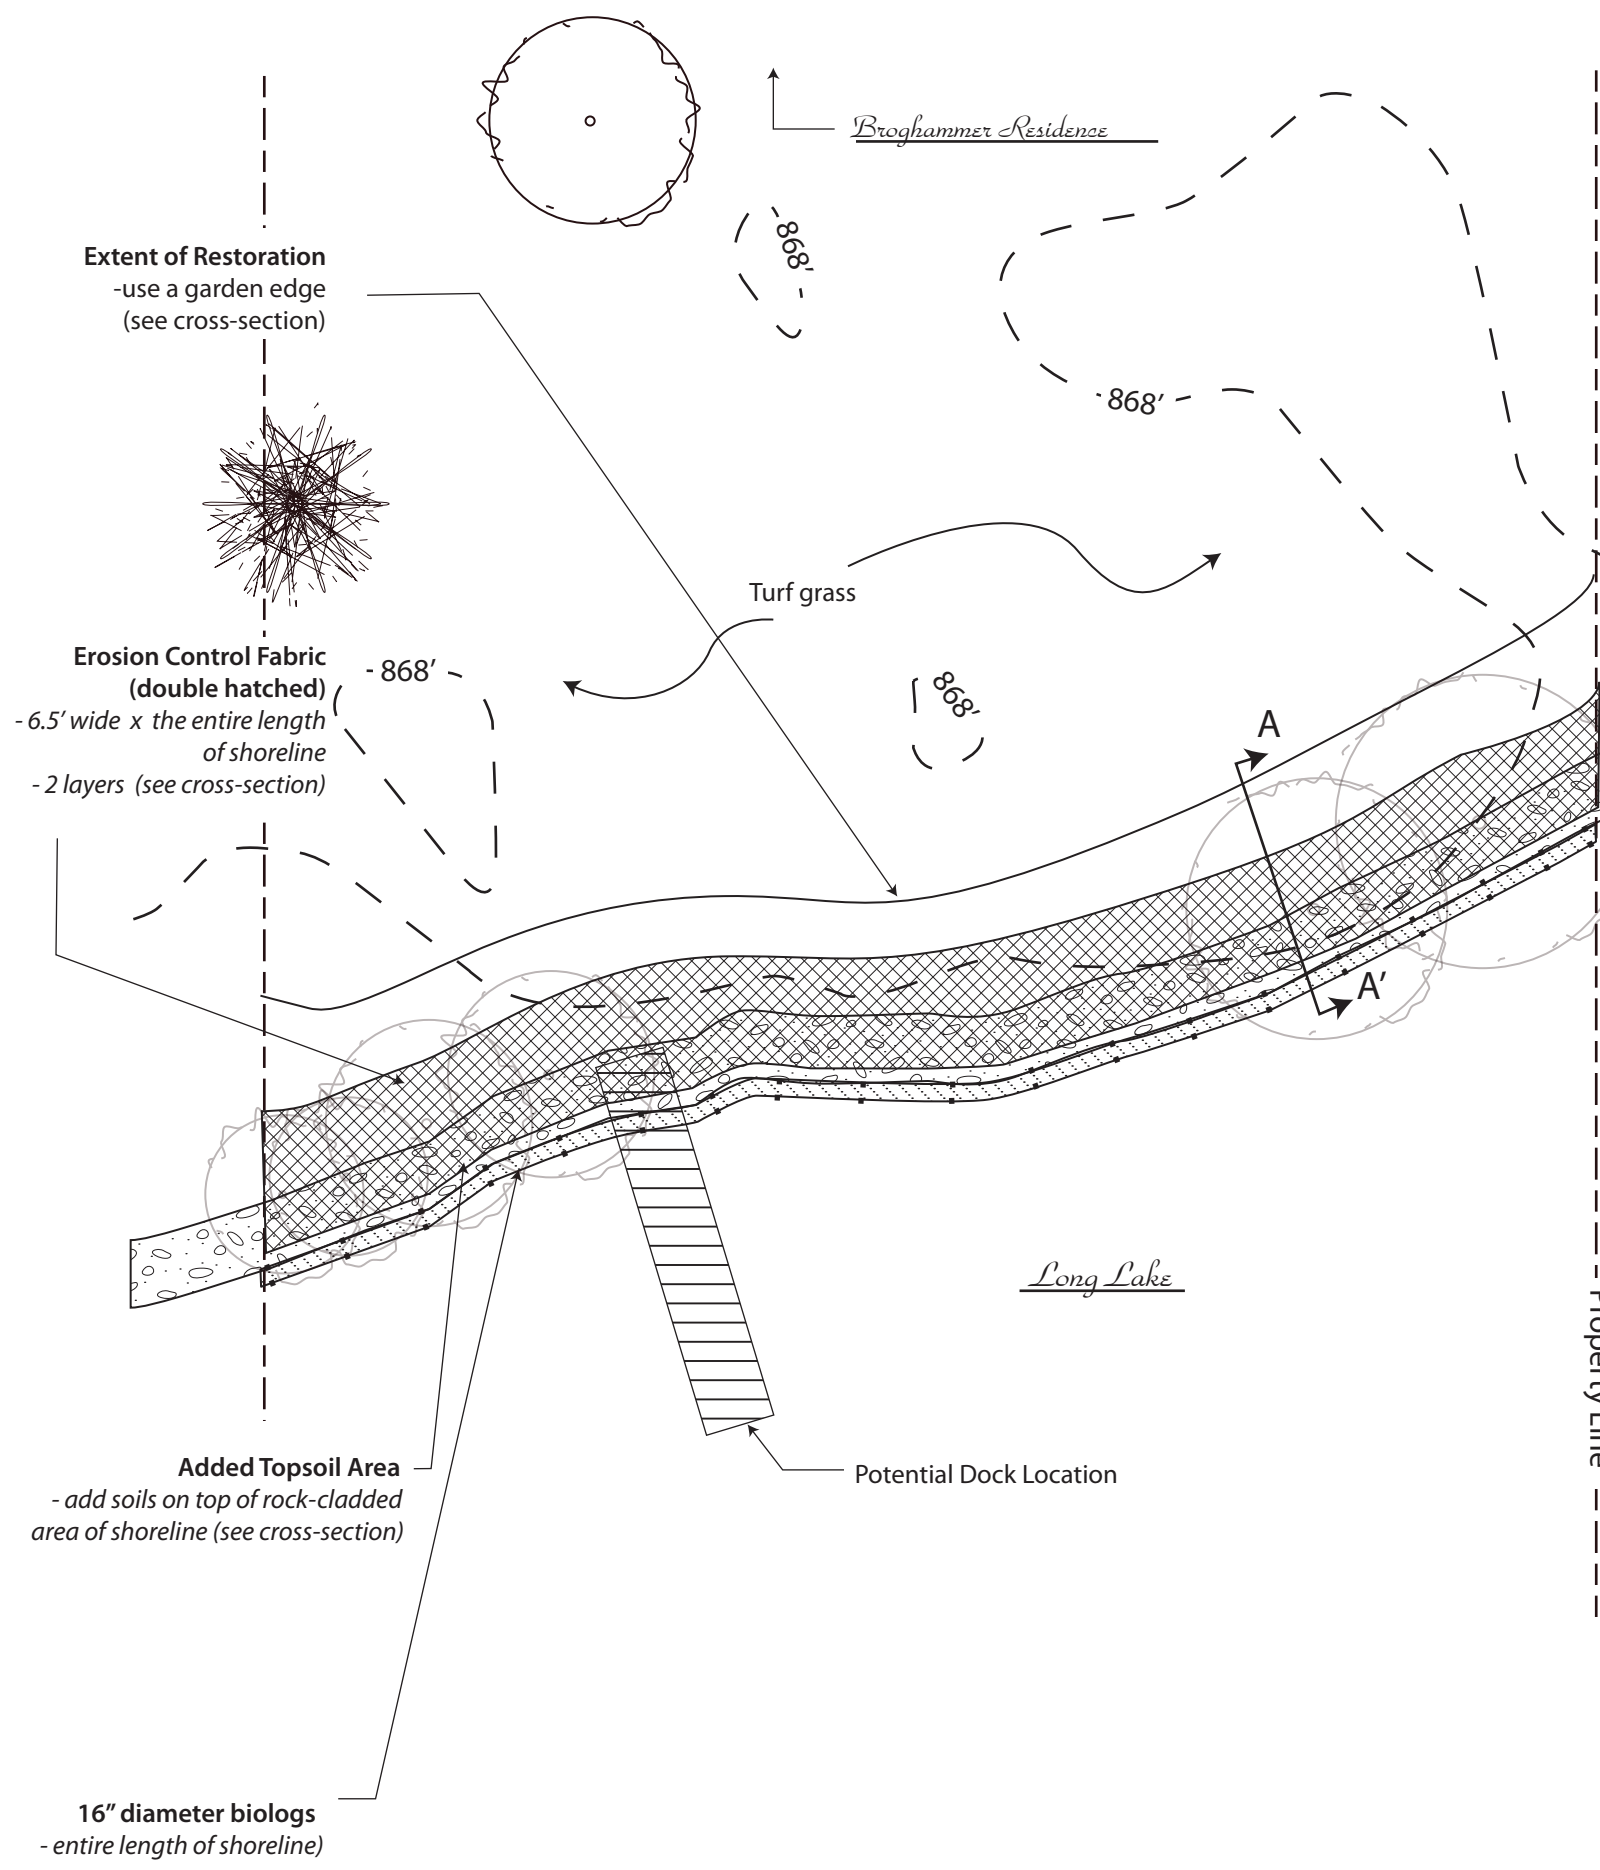 Broghammer Residence
868’
Extent of Restoration
-use a garden edge
(see cross-section)
- 868’
Turf grass
Erosion Control Fabric
(double hatched)
- 6.5’ wide x the entire length
of shoreline
- 2 layers (see cross-section)
- 868’
868’
A
A’
Long Lake
Property Line
Added Topsoil Area
- add soils on top of rock-cladded
area of shoreline (see cross-section)
Potential Dock Location
16” diameter biologs
- entire length of shoreline)